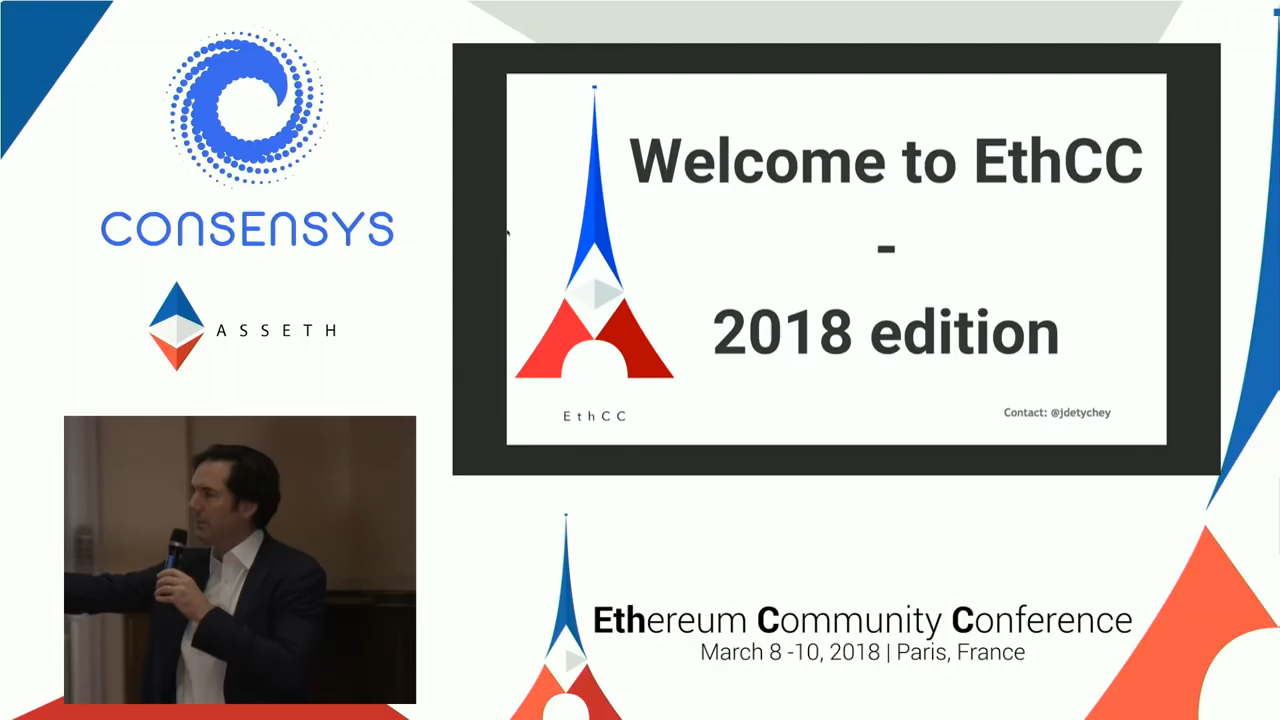 CONSENSYS
ASSETH
Welcome to EthCC
-
2018 edition
EthCC
Contact: @jdetychey
Ethereum Community Conference
March 8 -10, 2018 | Paris, France